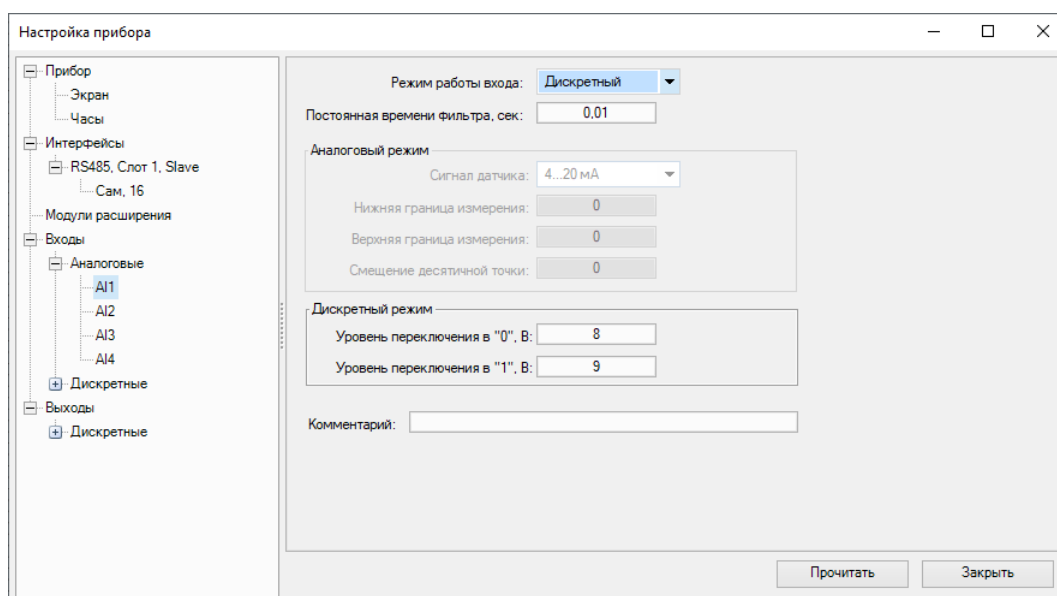 Настройка прибора
Прибор
Экран
Часы
Интерфейсы
RS485, Слот 1, Slave
Сам, 16
Модули расширения
Входы
Аналоговые
AI1
AI2
AI3
AI4
Дискретные
Выходы
Дискретные
Режим работы входа: Дискретный
Постоянная времени фильтра, сек: 0,01
Аналоговый режим
Сигнал датчика: 4...20 мА
Нижняя граница измерения: 0
Верхняя граница измерения: 0
Смещение десятичной точки: 0
Дискретный режим
Уровень переключения в "0", В: 8
Уровень переключения в "1", В: 9
Комментарий:
Прочитать Закрыть